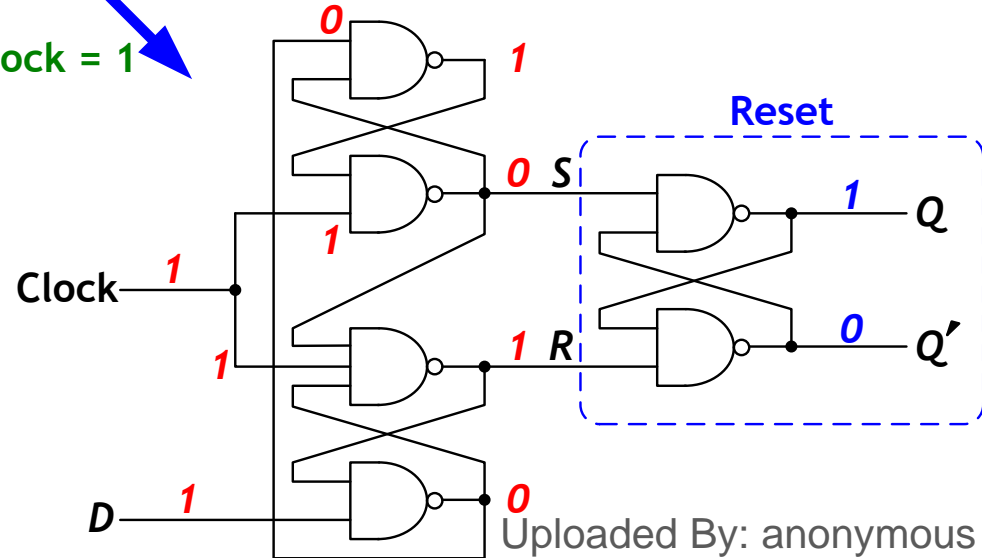 0
ock = 1
1
Reset
0 S
1 Q
1
Clock 1
1
1 R
0 Q′
D 1
0
Uploaded By: anonymous